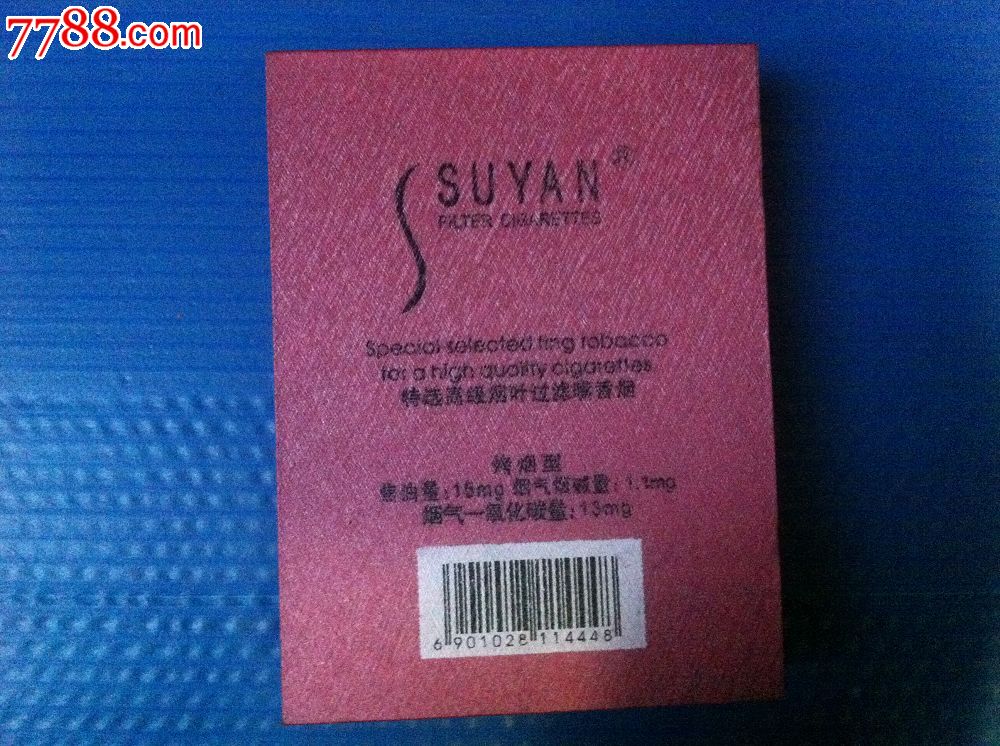 7788.com
SUYAN®
FILTER CIGARETTES
Special selected fing tobacco
for a high quality cigarettes
特选高级烟叶过滤嘴香烟
烤烟型
焦油量:15mg 烟气烟碱量:1.1mg
烟气一氧化碳量:13mg
6 901028 114448